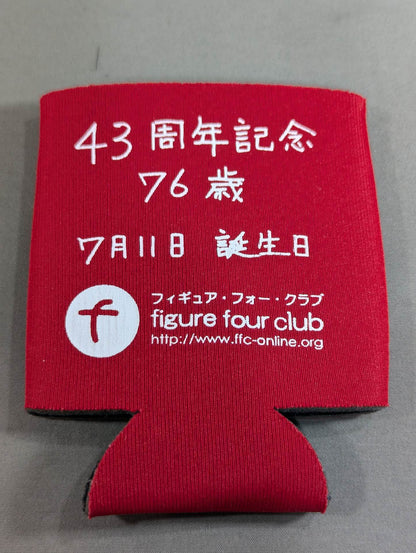 43周年記念
76歳
7月11日 誕生日
フィギュア・フォー・クラブ
f
figure four club
http://www.ffc-online.org